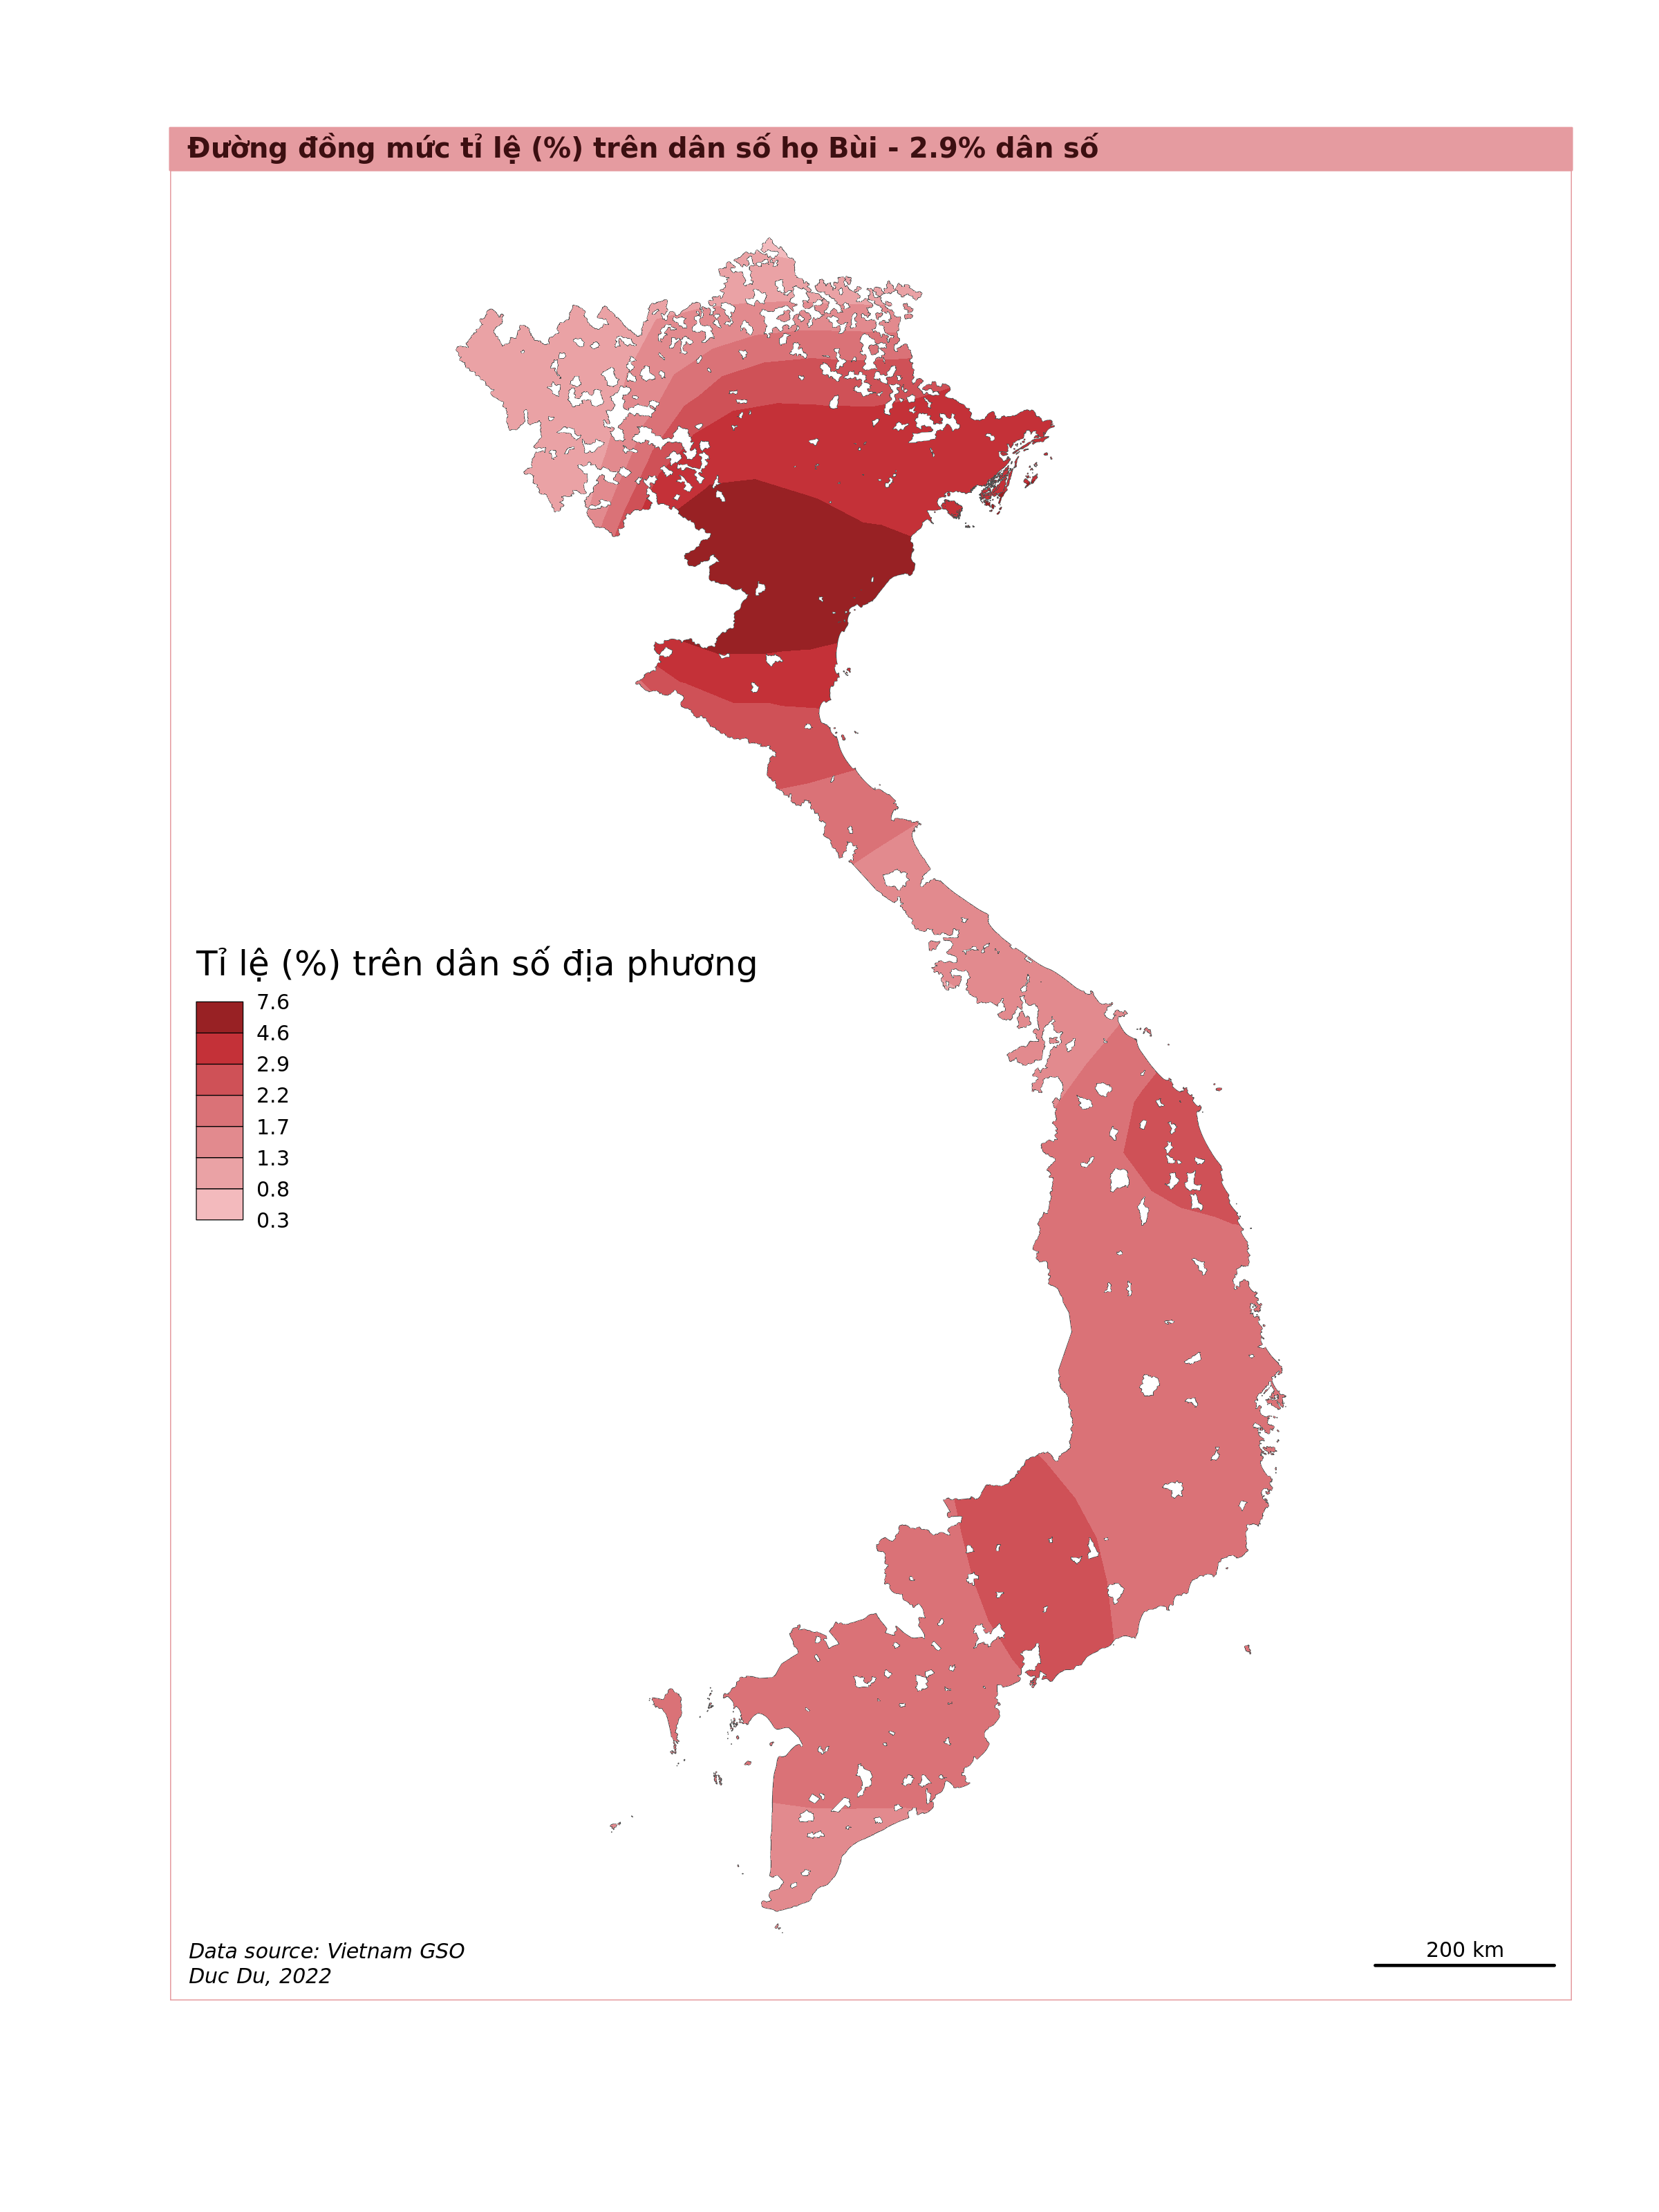 Đường đồng mức tỉ lệ (%) trên dân số họ Bùi - 2.9% dân số
Tỉ lệ (%) trên dân số địa phương
7.6
4.6
2.9
2.2
1.7
1.3
0.8
0.3
Data source: Vietnam GSO
Duc Du, 2022
200 km